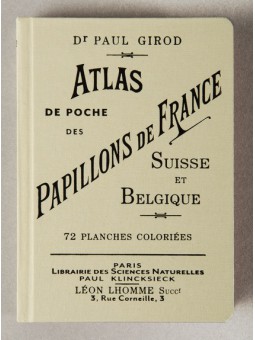 Dr PAUL GIROD
ATLAS
DE POCHE
DES
PAPILLONS DE FRANCE
SUISSE
ET
BELGIQUE
72 PLANCHES COLORIÉES
PARIS
LIBRAIRIE DES SCIENCES NATURELLES
PAUL KLINCKSIECK
LÉON LHOMME Succr
3, Rue Corneille, 3